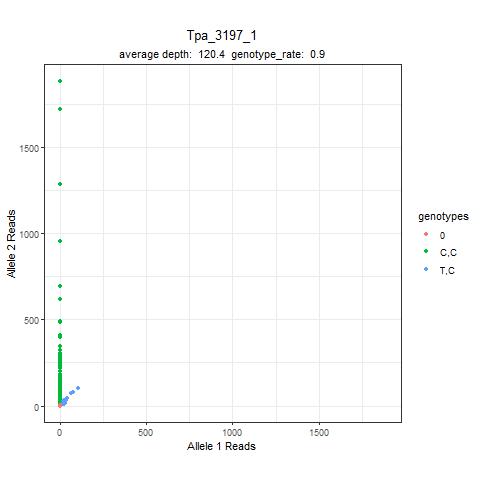 Tpa_3197_1
average depth:  120.4  genotype_rate:  0.9
Allele 2 Reads
1500
1000
500
0
0
500
1000
1500
Allele 1 Reads
genotypes
0
C,C
T,C